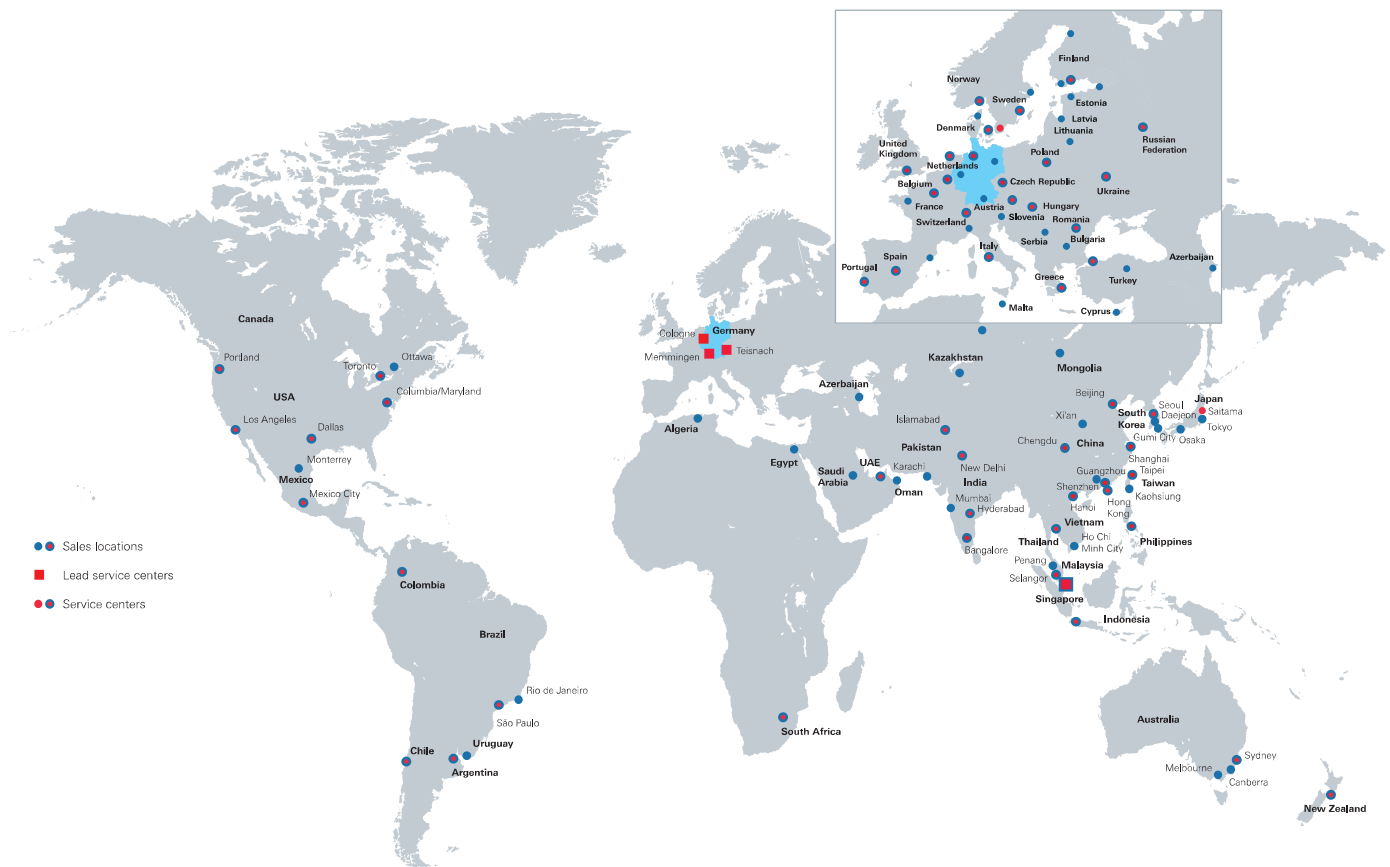 Finland
Norway
Sweden
Estonia
Latvia
Denmark
Lithuania
United
Kingdom
Russian
Federation
Poland
Netherlands
Belgium
Czech Republic
Ukraine
France
Austria
Hungary
Switzerland
Slovenia
Romania
Serbia
Bulgaria
Italy
Spain
Azerbaijan
Portugal
Greece
Turkey
Malta
Cyprus
Canada
Portland
Toronto
Ottawa
USA
Columbia/Maryland
Los Angeles
Dallas
Monterrey
Mexico
Mexico City
Sales locations
Lead service centers
Service centers
Colombia
Brazil
Rio de Janeiro
São Paulo
Uruguay
Chile
Argentina
Cologne
Germany
Memmingen
Teisnach
Kazakhstan
Mongolia
Azerbaijan
Beijing
Japan
Seoul
South
Korea
Daejeon
Saitama
Tokyo
Islamabad
Xi'an
Algeria
Gumi City
Osaka
Pakistan
Chengdu
China
Egypt
Saudi
Arabia
UAE
Karachi
New Delhi
Shanghai
Oman
India
Guangzhou
Taipei
Shenzhen
Taiwan
Mumbai
Hanoi
Hong
Kong
Kaohsiung
Hyderabad
Vietnam
Bangalore
Thailand
Ho Chi
Minh City
Philippines
Penang
Malaysia
Selangor
Singapore
Indonesia
South Africa
Australia
Sydney
Melbourne
Canberra
New Zealand